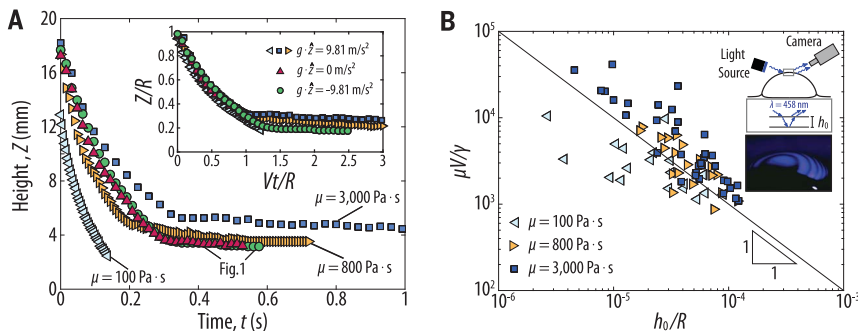 A
Height, Z (mm)
20
16
12
8
4
0
0
0.2
0.4
0.6
0.8
1
Time, t (s)
μ = 3,000 Pa·s
μ = 800 Pa·s
μ = 100 Pa·s
Fig.1
Z/R
1
0.8
0.6
0.4
0.2
0
0.5
1.0
1.5
2
2.5
3
Vt/R
g·ẑ = 9.81 m/s²
g·ẑ = 0 m/s²
g·ẑ = -9.81 m/s²
B
μV/γ
10⁵
10⁴
10³
10²
10⁻⁶
10⁻⁵
10⁻⁴
10⁻³
h₀/R
μ = 100 Pa·s
μ = 800 Pa·s
μ = 3,000 Pa·s
1
1
Camera
Light
Source
λ = 458 nm
h₀